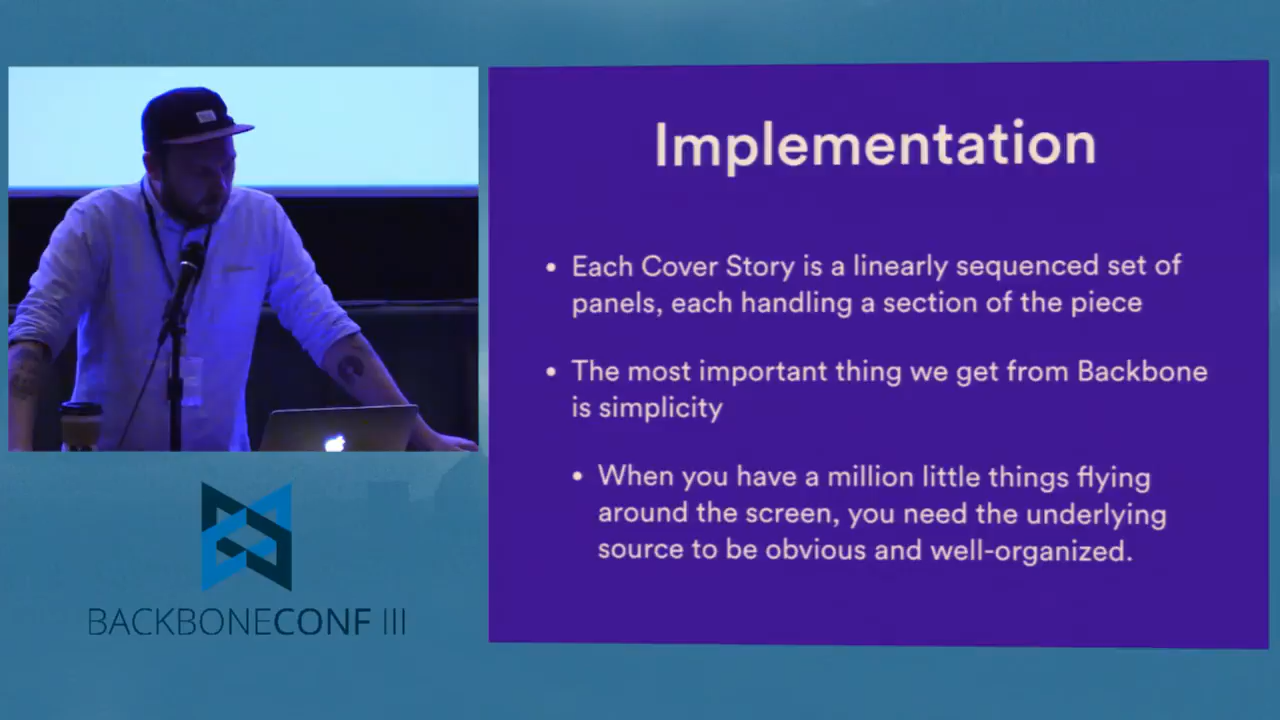 Implementation
• Each Cover Story is a linearly sequenced set of
panels, each handling a section of the piece
• The most important thing we get from Backbone
is simplicity
• When you have a million little things flying
around the screen, you need the underlying
source to be obvious and well-organized.
BACKBONECONF III